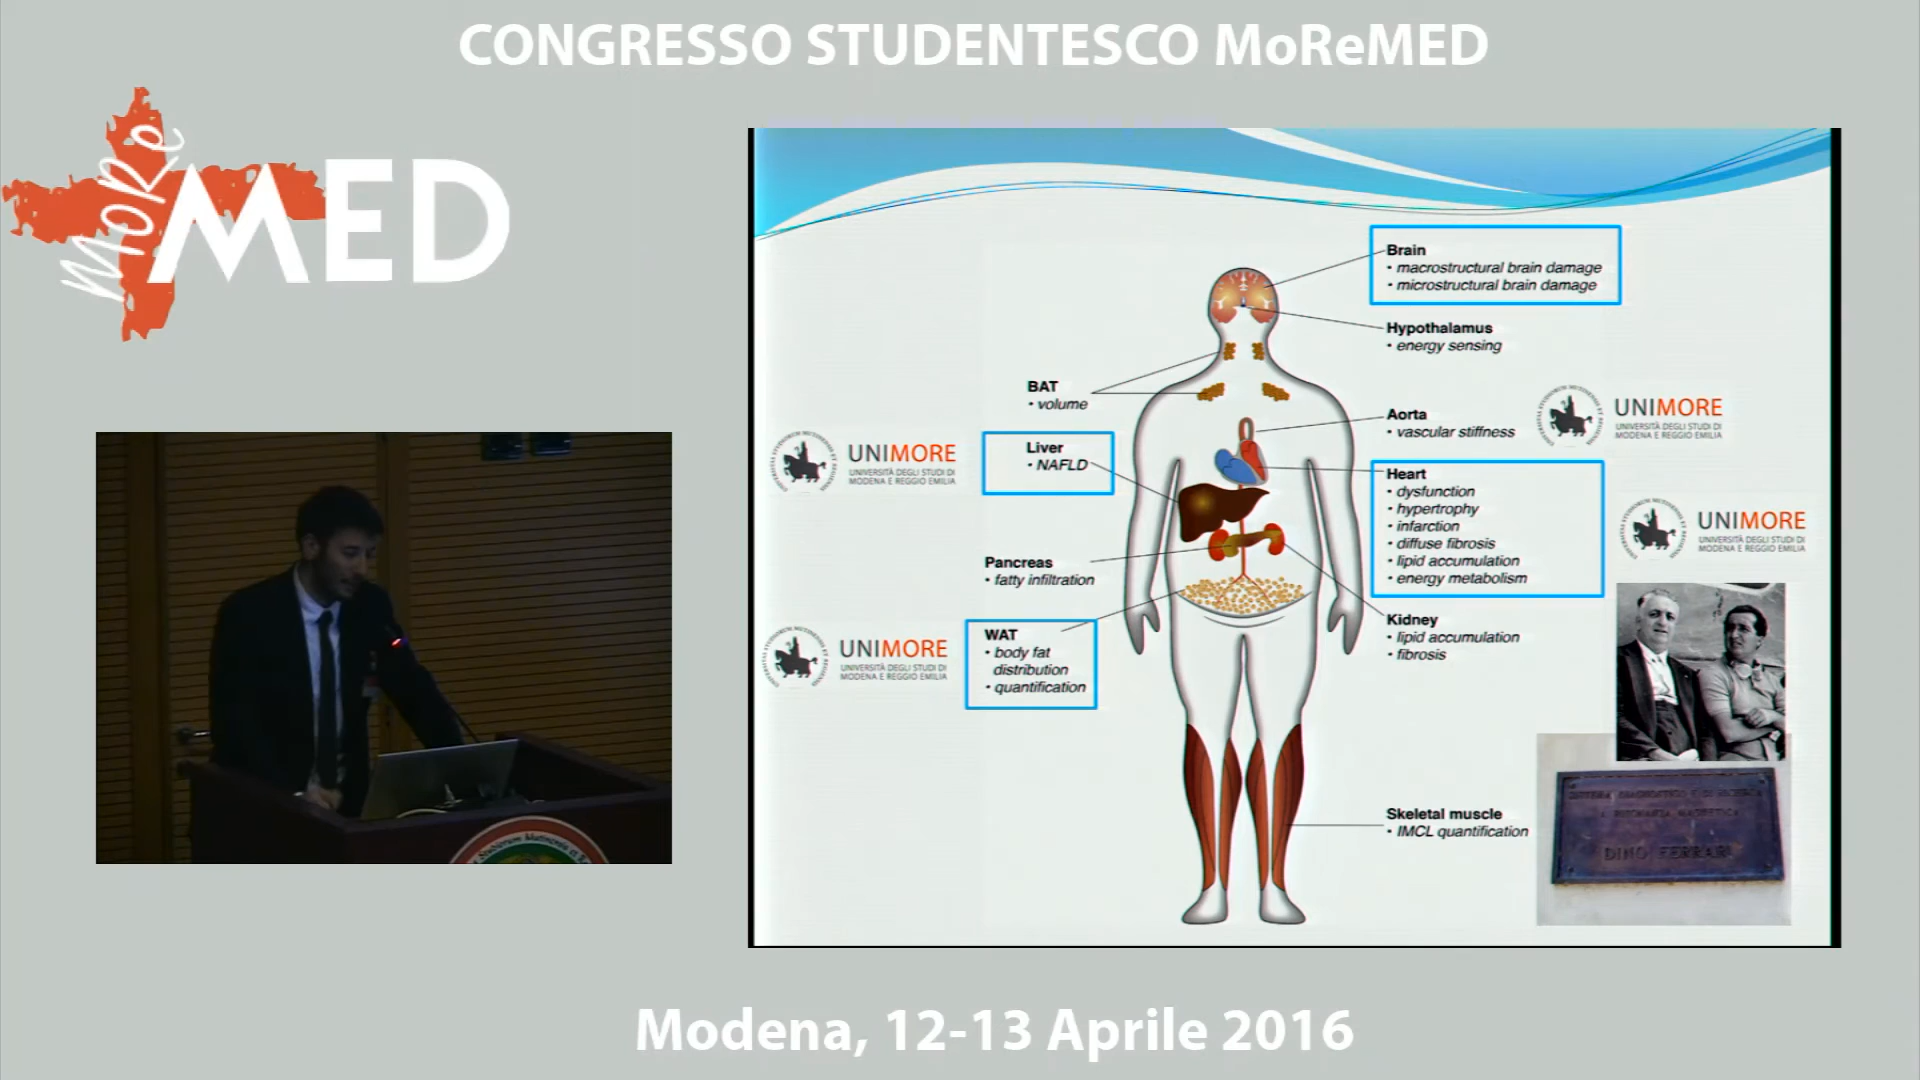 CONGRESSO STUDENTESCO MoReMED
MoRe
MED
Brain
• macrostructural brain damage
• microstructural brain damage
Hypothalamus
• energy sensing
BAT
• volume
Aorta
• vascular stiffness
UNIMORE
UNIVERSITÀ DEGLI STUDI DI
MODENA E REGGIO EMILIA
Liver
• NAFLD
UNIMORE
UNIVERSITÀ DEGLI STUDI DI
MODENA E REGGIO EMILIA
Heart
• dysfunction
• hypertrophy
• infarction
• diffuse fibrosis
• lipid accumulation
• energy metabolism
UNIMORE
UNIVERSITÀ DEGLI STUDI DI
MODENA E REGGIO EMILIA
Pancreas
• fatty infiltration
WAT
• body fat
distribution
• quantification
UNIMORE
UNIVERSITÀ DEGLI STUDI DI
MODENA E REGGIO EMILIA
Kidney
• lipid accumulation
• fibrosis
Skeletal muscle
• IMCL quantification
DINO FERRARI
Modena, 12-13 Aprile 2016